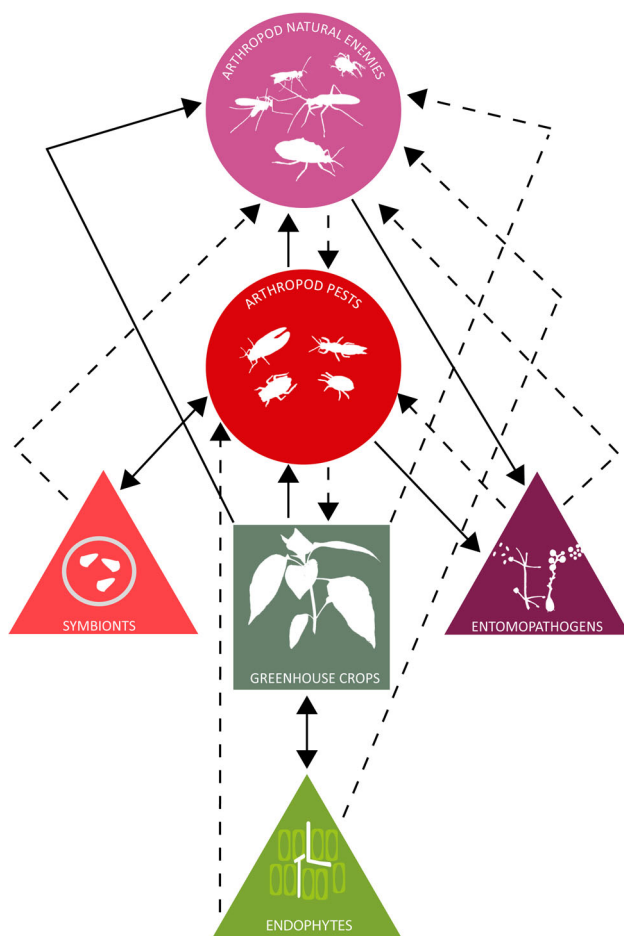 ARTHROPOD NATURAL ENEMIES
ARTHROPOD PESTS
SYMBIONTS
ENTOMOPATHOGENS
GREENHOUSE CROPS
ENDOPHYTES